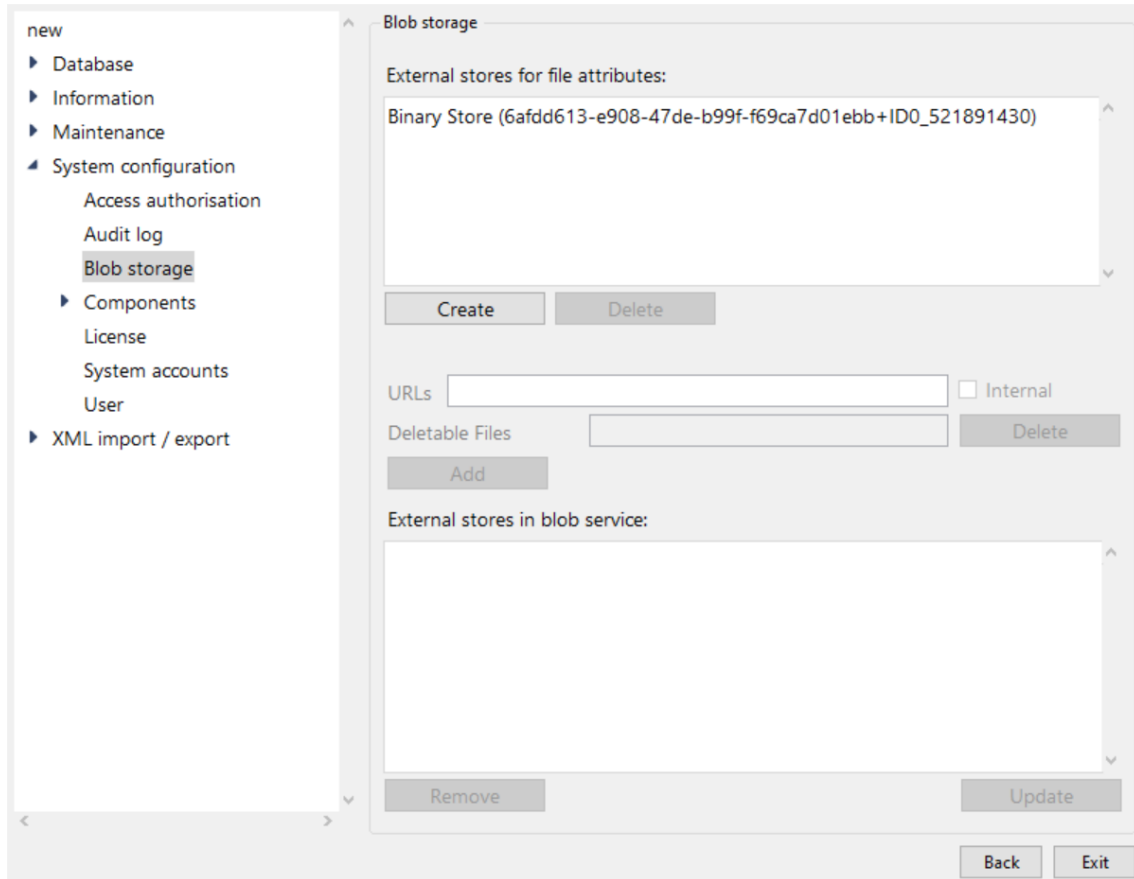 new
Database
Information
Maintenance
System configuration
Access authorisation
Audit log
Blob storage
Components
License
System accounts
User
XML import / export
Blob storage
External stores for file attributes:
Binary Store (6afdd613-e908-47de-b99f-f69ca7d01ebb+ID0_521891430)
Create Delete
URLs Internal
Deletable Files Delete
Add
External stores in blob service:
Remove Update
Back Exit